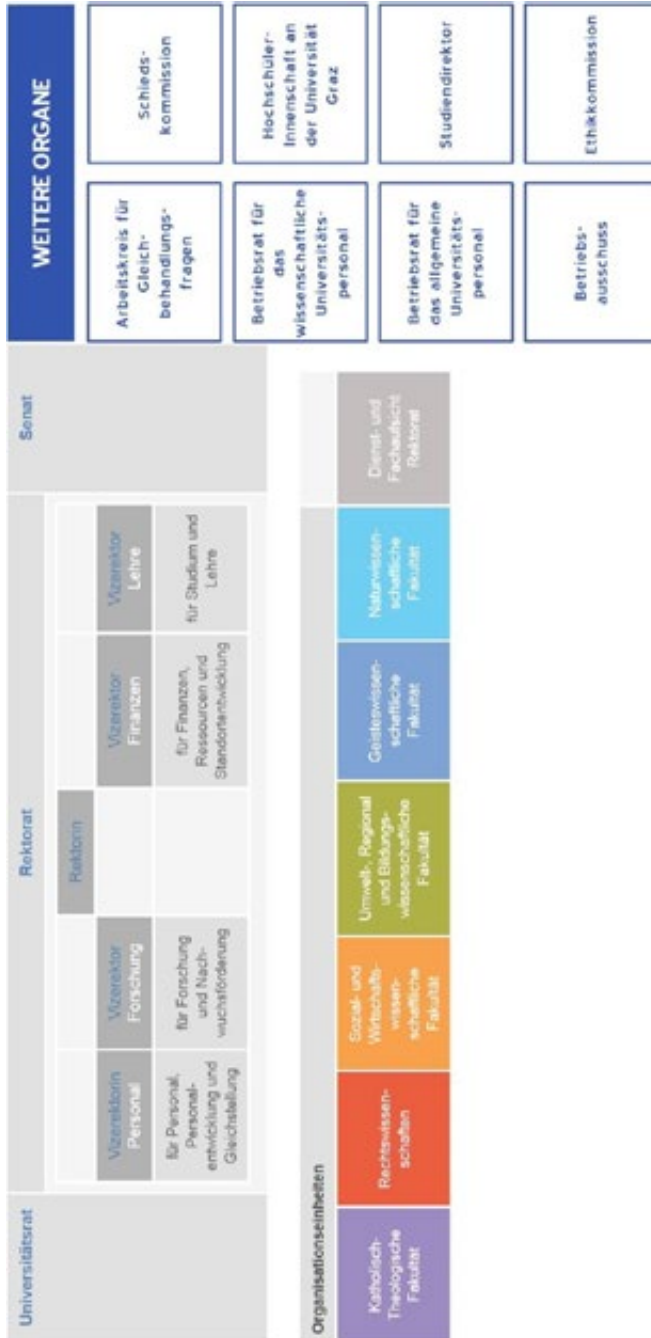 Universitätsrat
Rektorat
Senat
Rektorin
Vizerektorin
Personal
für Personal,
Personal-
entwicklung und
Gleichstellung
Vizerektor
Forschung
für Forschung
und Nach-
wuchsförderung
Vizerektor
Finanzen
für Finanzen,
Ressourcen und
Standortentwicklung
Vizerektor
Lehre
für Studium und
Lehre
Organisationseinheiten
Katholisch-
Theologische
Fakultät
Rechtswissen-
schaften
Sozial- und
Wirtschafts-
wissen-
schaftliche
Fakultät
Umwelt-, Regional
und Bildungs-
wissenschaftliche
Fakultät
Geisteswissen-
schaftliche
Fakultät
Naturwissen-
schaftliche
Fakultät
Dienst- und
Fachaufsicht
Rektorat
WEITERE ORGANE
Arbeitskreis für
Gleich-
behandlungs-
fragen
Schieds-
kommission
Betriebsrat für
das
wissenschaftliche
Universitäts-
personal
Hochschüler-
Innenschaft an
der Universität
Graz
Betriebsrat für
das allgemeine
Universitäts-
personal
Studiendirektor
Betriebs-
ausschuss
Ethikkommission